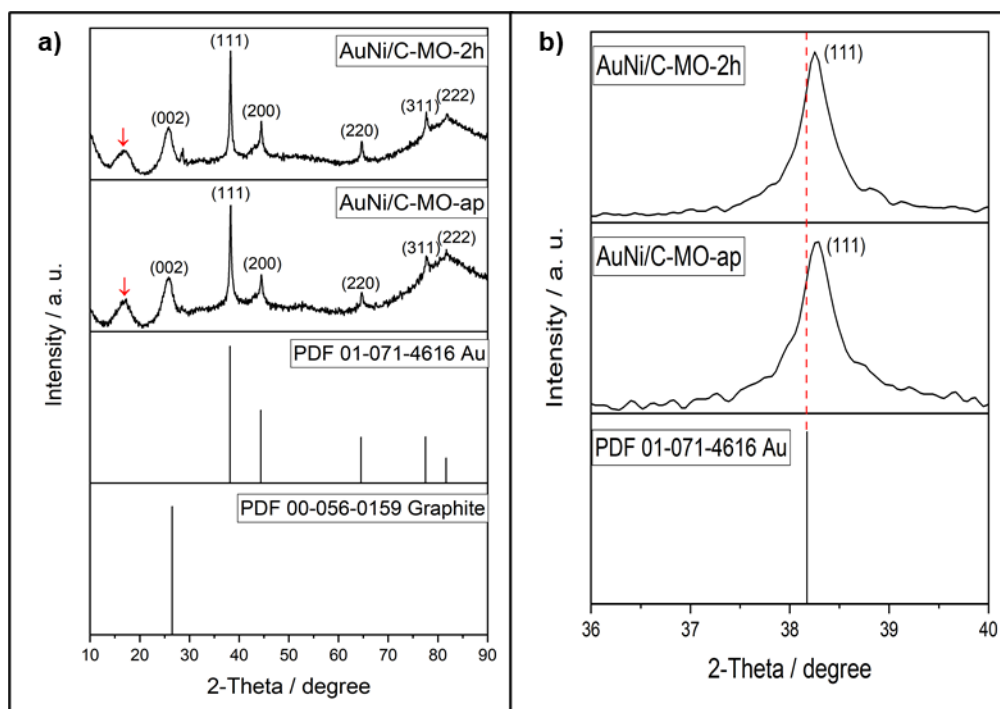 a)
AuNi/C-MO-2h
(111)
(002)
(200)
(220)
(311)
(222)
AuNi/C-MO-ap
(111)
(002)
(200)
(220)
(311)
(222)
PDF 01-071-4616 Au
PDF 00-056-0159 Graphite
Intensity / a. u.
10 20 30 40 50 60 70 80 90
2-Theta / degree
b)
AuNi/C-MO-2h
(111)
AuNi/C-MO-ap
(111)
PDF 01-071-4616 Au
Intensity / a. u.
36 37 38 39 40
2-Theta / degree